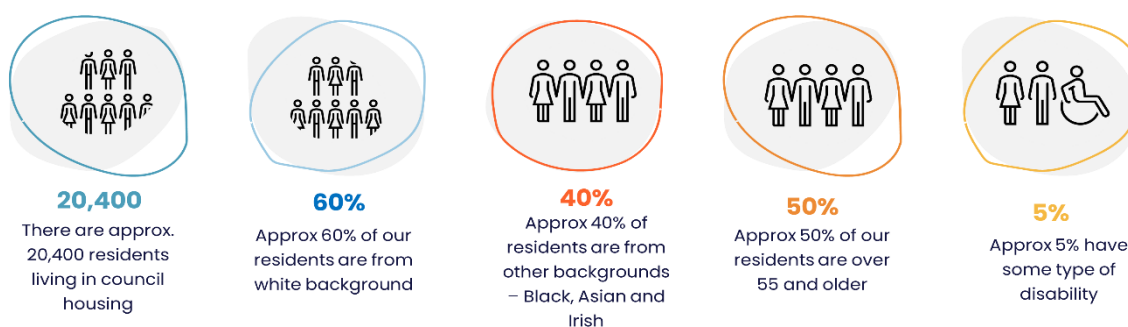 20,400
There are approx.
20,400 residents
living in council
housing
60%
Approx 60% of our
residents are from
white background
40%
Approx 40% of
residents are from
other backgrounds
– Black, Asian and
Irish
50%
Approx 50% of our
residents are over
55 and older
5%
Approx 5% have
some type of
disability